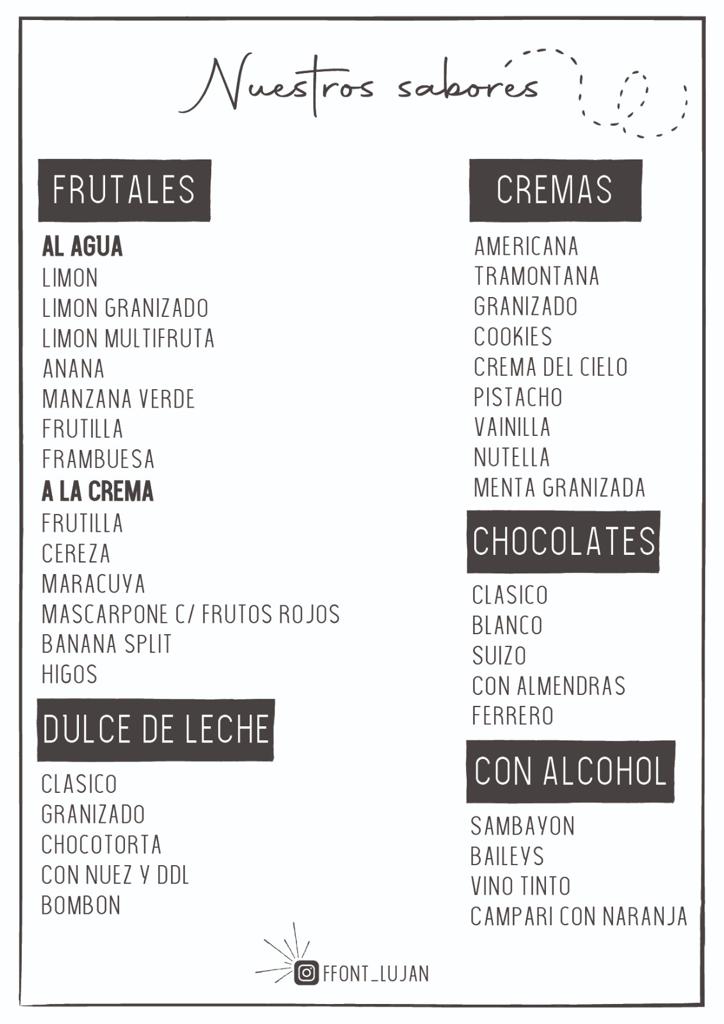 Nuestros sabores
FRUTALES
AL AGUA
LIMON
LIMON GRANIZADO
LIMON MULTIFRUTA
ANANA
MANZANA VERDE
FRUTILLA
FRAMBUESA
A LA CREMA
FRUTILLA
CEREZA
MARACUYA
MASCARPONE C/ FRUTOS ROJOS
BANANA SPLIT
HIGOS
DULCE DE LECHE
CLASICO
GRANIZADO
CHOCOTORTA
CON NUEZ Y DDL
BOMBON
CREMAS
AMERICANA
TRAMONTANA
GRANIZADO
COOKIES
CREMA DEL CIELO
PISTACHO
VAINILLA
NUTELLA
MENTA GRANIZADA
CHOCOLATES
CLASICO
BLANCO
SUIZO
CON ALMENDRAS
FERRERO
CON ALCOHOL
SAMBAYON
BAILEYS
VINO TINTO
CAMPARI CON NARANJA
FFONT_LUJAN